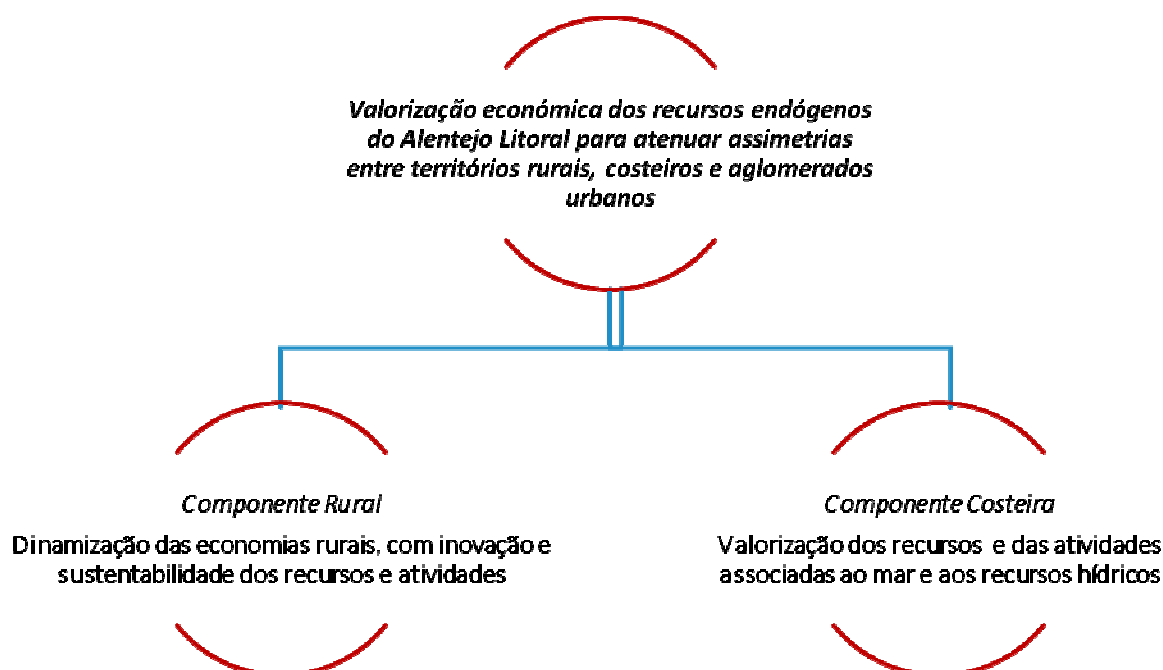 Valorização económica dos recursos endógenos
do Alentejo Litoral para atenuar assimetrias
entre territórios rurais, costeiros e aglomerados
urbanos
Componente Rural
Dinamização das economias rurais, com inovação e
sustentabilidade dos recursos e atividades
Componente Costeira
Valorização dos recursos e das atividades
associadas ao mar e aos recursos hídricos